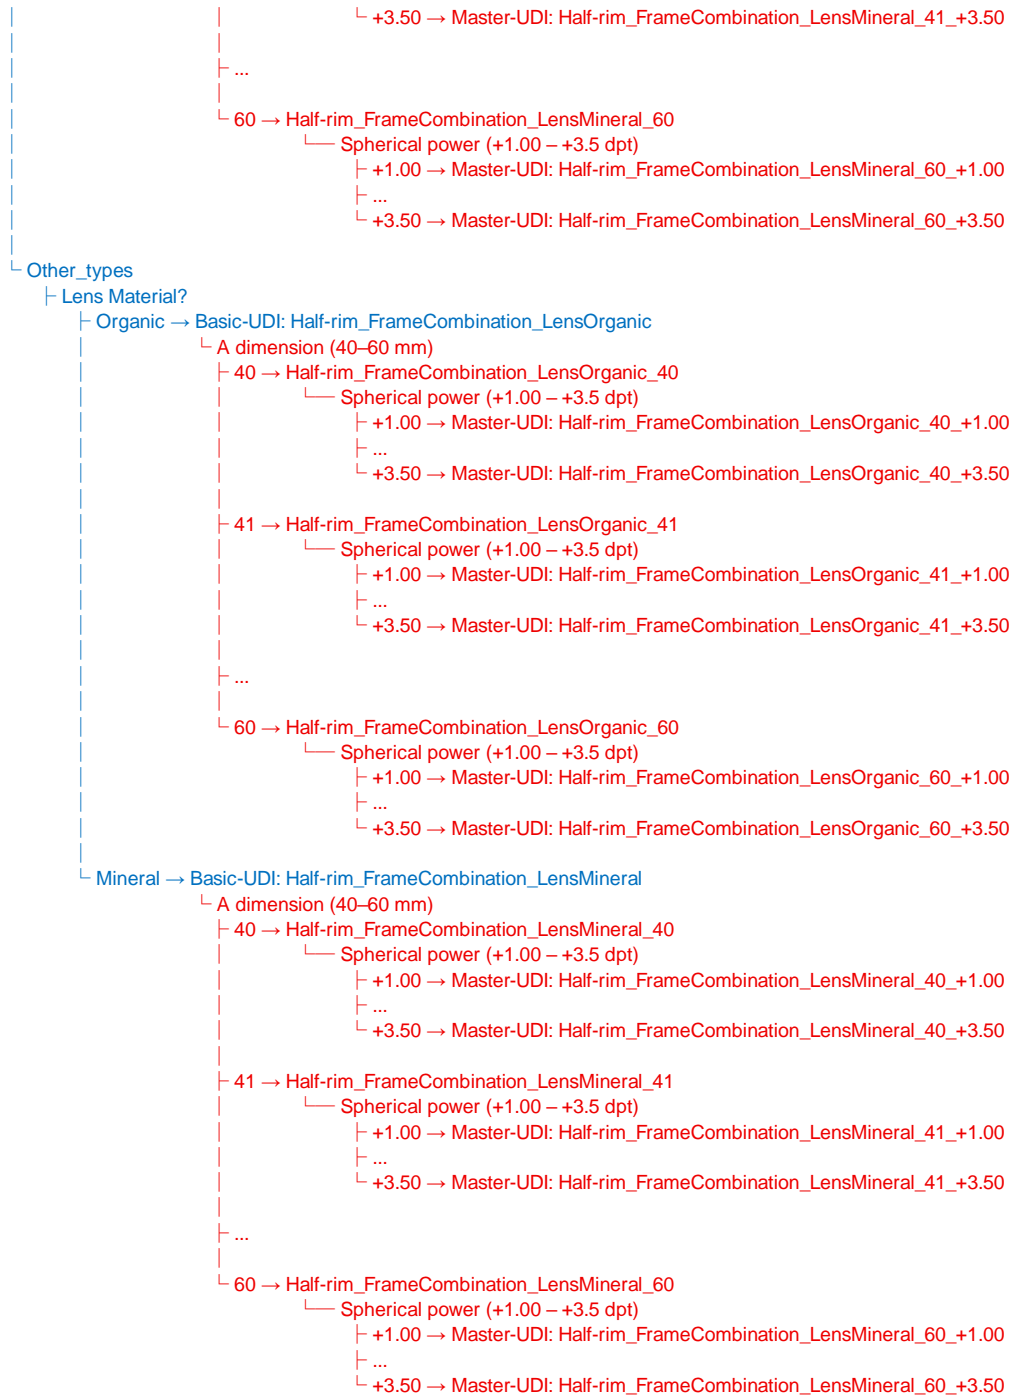 +3.50 → Master-UDI: Half-rim_FrameCombination_LensMineral_41_+3.50
...
60 → Half-rim_FrameCombination_LensMineral_60
Spherical power (+1.00 – +3.5 dpt)
+1.00 → Master-UDI: Half-rim_FrameCombination_LensMineral_60_+1.00
...
+3.50 → Master-UDI: Half-rim_FrameCombination_LensMineral_60_+3.50
Other_types
Lens Material?
Organic → Basic-UDI: Half-rim_FrameCombination_LensOrganic
A dimension (40–60 mm)
40 → Half-rim_FrameCombination_LensOrganic_40
Spherical power (+1.00 – +3.5 dpt)
+1.00 → Master-UDI: Half-rim_FrameCombination_LensOrganic_40_+1.00
...
+3.50 → Master-UDI: Half-rim_FrameCombination_LensOrganic_40_+3.50
41 → Half-rim_FrameCombination_LensOrganic_41
Spherical power (+1.00 – +3.5 dpt)
+1.00 → Master-UDI: Half-rim_FrameCombination_LensOrganic_41_+1.00
...
+3.50 → Master-UDI: Half-rim_FrameCombination_LensOrganic_41_+3.50
...
60 → Half-rim_FrameCombination_LensOrganic_60
Spherical power (+1.00 – +3.5 dpt)
+1.00 → Master-UDI: Half-rim_FrameCombination_LensOrganic_60_+1.00
...
+3.50 → Master-UDI: Half-rim_FrameCombination_LensOrganic_60_+3.50
Mineral → Basic-UDI: Half-rim_FrameCombination_LensMineral
A dimension (40–60 mm)
40 → Half-rim_FrameCombination_LensMineral_40
Spherical power (+1.00 – +3.5 dpt)
+1.00 → Master-UDI: Half-rim_FrameCombination_LensMineral_40_+1.00
...
+3.50 → Master-UDI: Half-rim_FrameCombination_LensMineral_40_+3.50
41 → Half-rim_FrameCombination_LensMineral_41
Spherical power (+1.00 – +3.5 dpt)
+1.00 → Master-UDI: Half-rim_FrameCombination_LensMineral_41_+1.00
...
+3.50 → Master-UDI: Half-rim_FrameCombination_LensMineral_41_+3.50
...
60 → Half-rim_FrameCombination_LensMineral_60
Spherical power (+1.00 – +3.5 dpt)
+1.00 → Master-UDI: Half-rim_FrameCombination_LensMineral_60_+1.00
...
+3.50 → Master-UDI: Half-rim_FrameCombination_LensMineral_60_+3.50